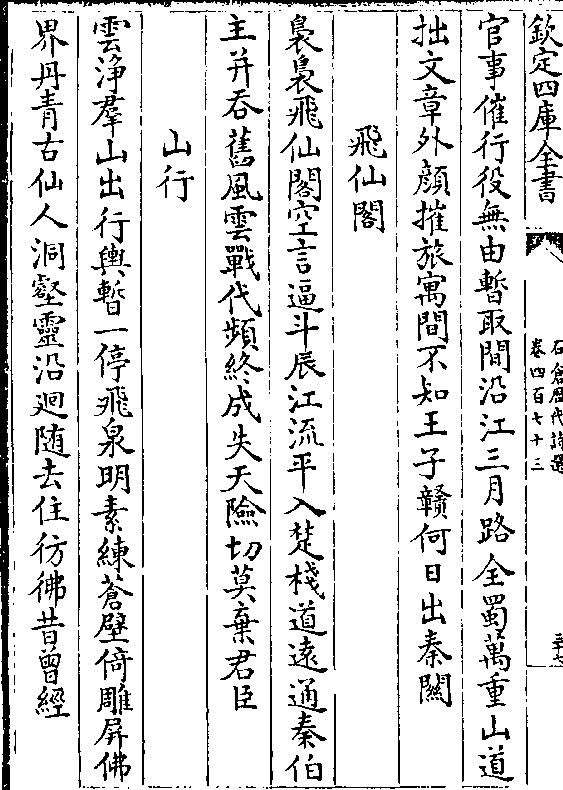 欽定四庫全書
石倉歴代詩選
卷四百七十三
三十七
官事催行役無由暫取間沿江三月路全蜀萬重山道
拙文章外顔摧旅寓間不知王子贛何日出秦關
飛仙閣
裊裊飛仙閣空言逼斗辰江流平入楚棧道遠通秦伯
主并吞舊風雲戰代頻終成失天險切莫棄君臣
山行
雲淨羣山出行輿暫一停飛泉明素練蒼壁倚雕屏佛
界丹青古仙人洞壑靈沿迴随去住彷彿昔曾經